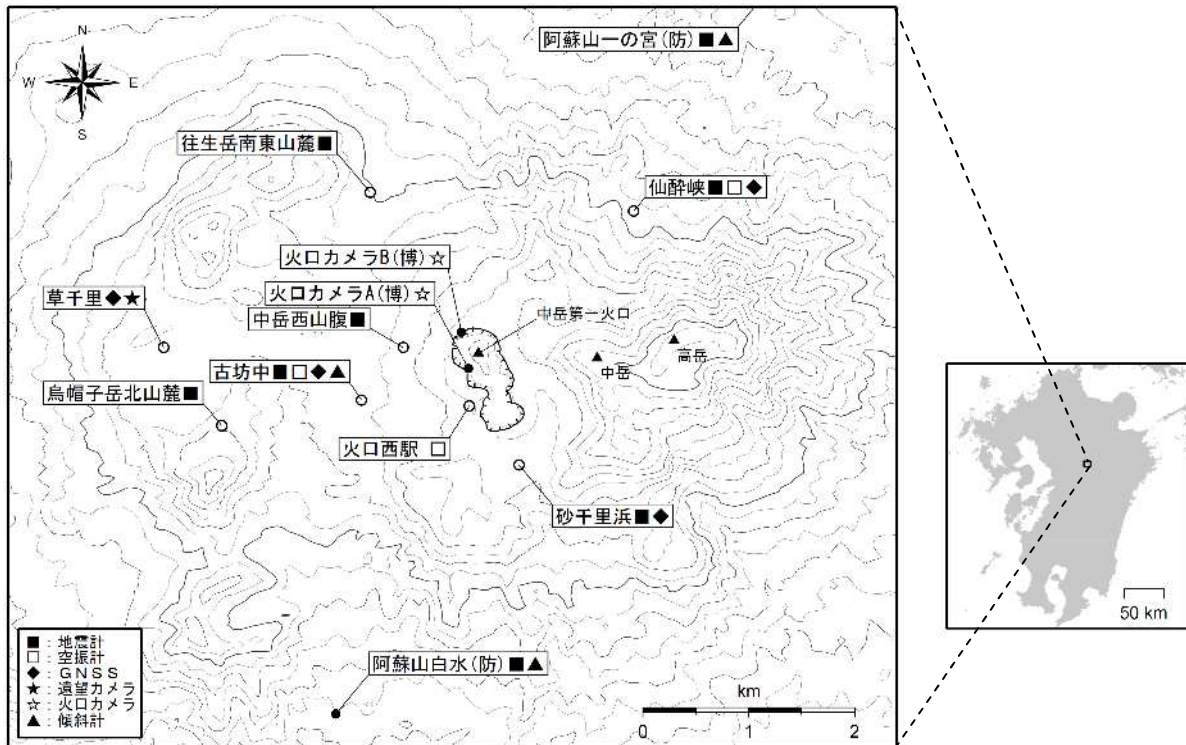 阿蘇山一の宮(防)■▲
N
W E
S
往生岳南東山麓■
仙酔峡■□◆
火口カメラB(博)☆
火口カメラA(博)☆
草千里◆★
中岳西山腹■
中岳第一火口
高岳
中岳
古坊中■□◆▲
烏帽子岳北山麓■
火口西駅 □
砂千里浜■◆
50 km
■:地震計
□:空振計
◆:GNSS
★:遠望カメラ
☆:火口カメラ
▲:傾斜計
阿蘇山白水(防)■▲
km
0 1 2